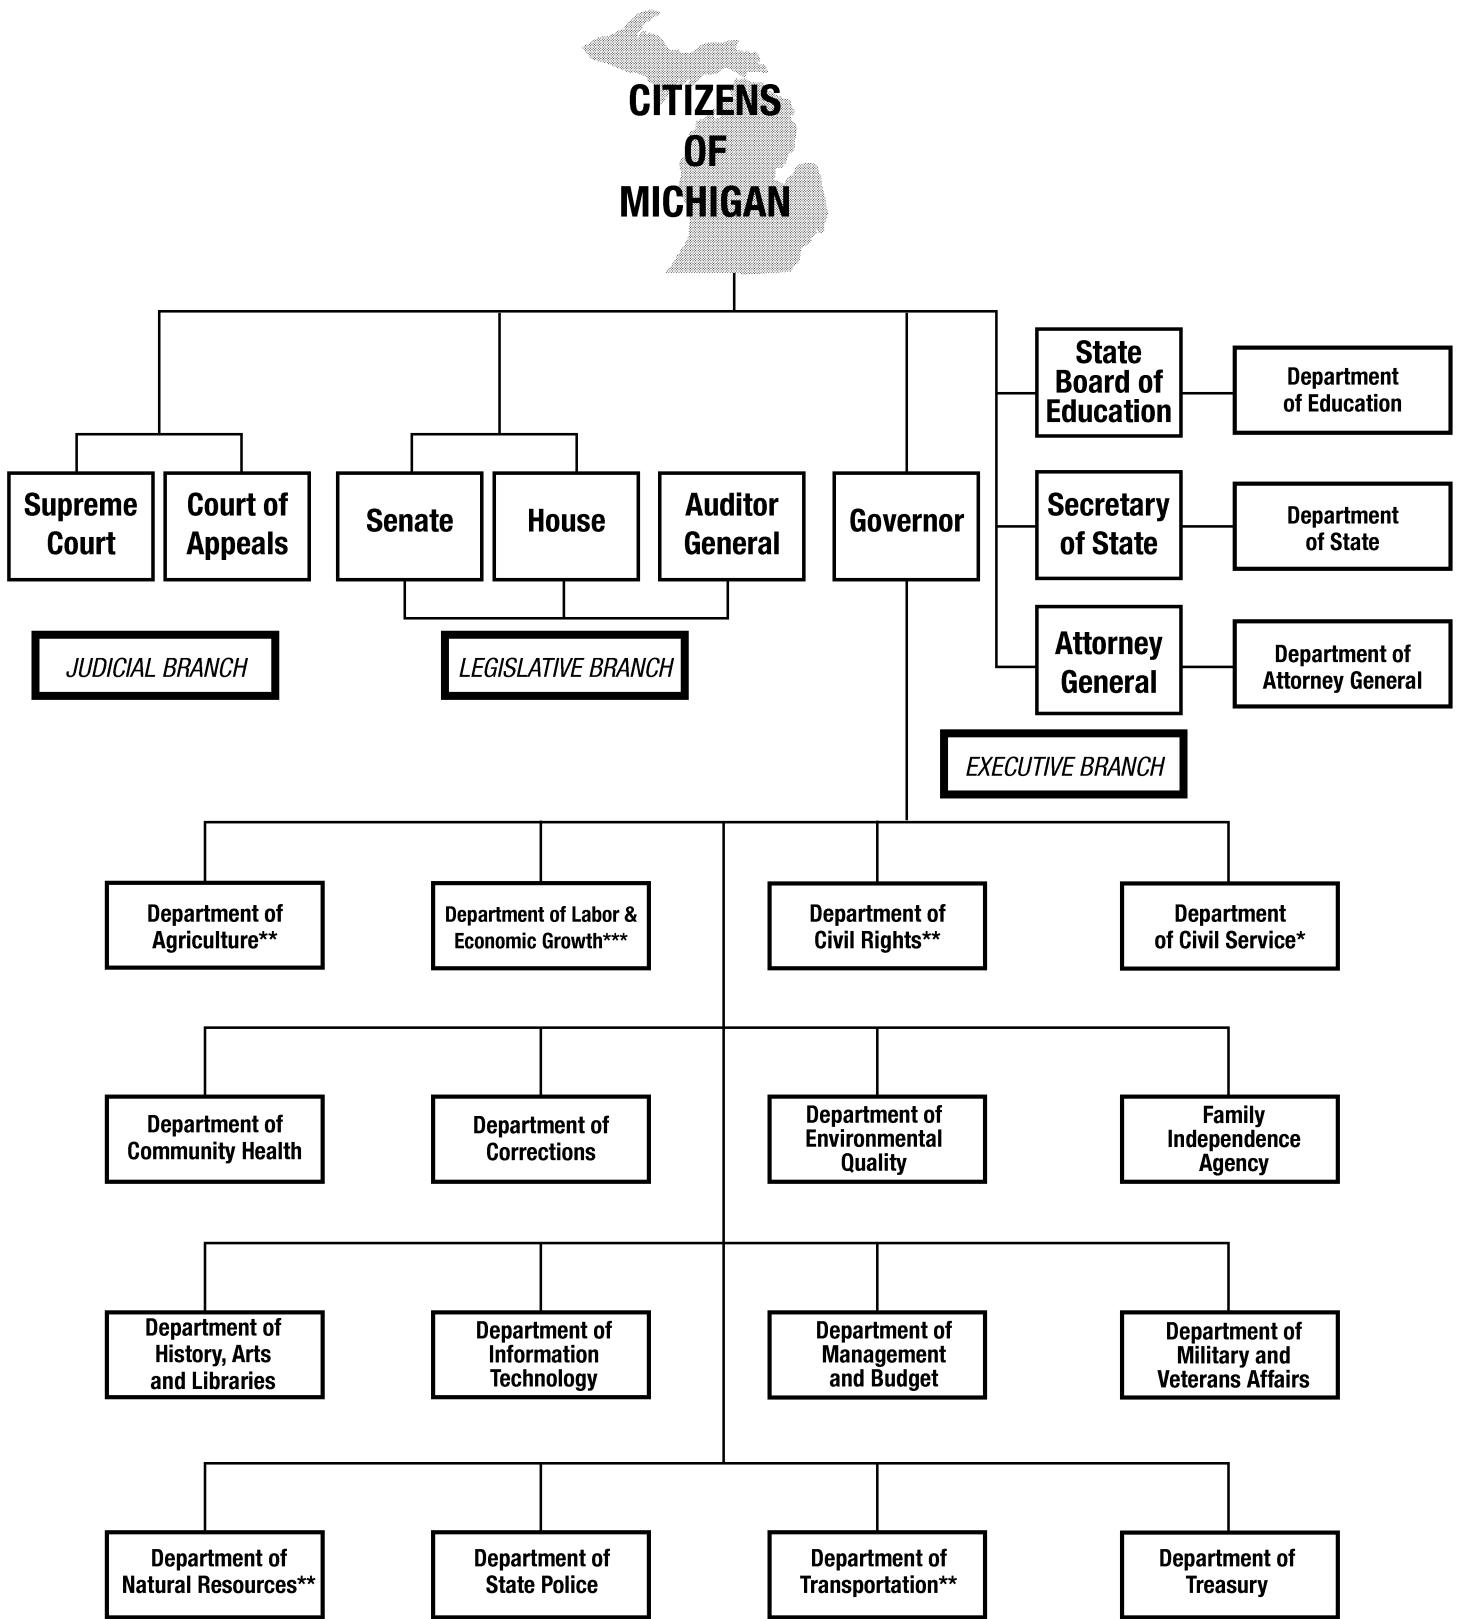 CITIZENS
OF
MICHIGAN
State
Board of
Education
Department
of Education
Supreme
Court
Court of
Appeals
Senate
House
Auditor
General
Governor
Secretary
of State
Department
of State
Attorney
General
Department of
Attorney General
JUDICIAL BRANCH
LEGISLATIVE BRANCH
EXECUTIVE BRANCH
Department of
Agriculture**
Department of Labor &
Economic Growth***
Department of
Civil Rights**
Department
of Civil Service*
Department of
Community Health
Department of
Corrections
Department of
Environmental
Quality
Family
Independence
Agency
Department of
History, Arts
and Libraries
Department of
Information
Technology
Department of
Management
and Budget
Department of
Military and
Veterans Affairs
Department of
Natural Resources**
Department of
State Police
Department of
Transportation**
Department of
Treasury